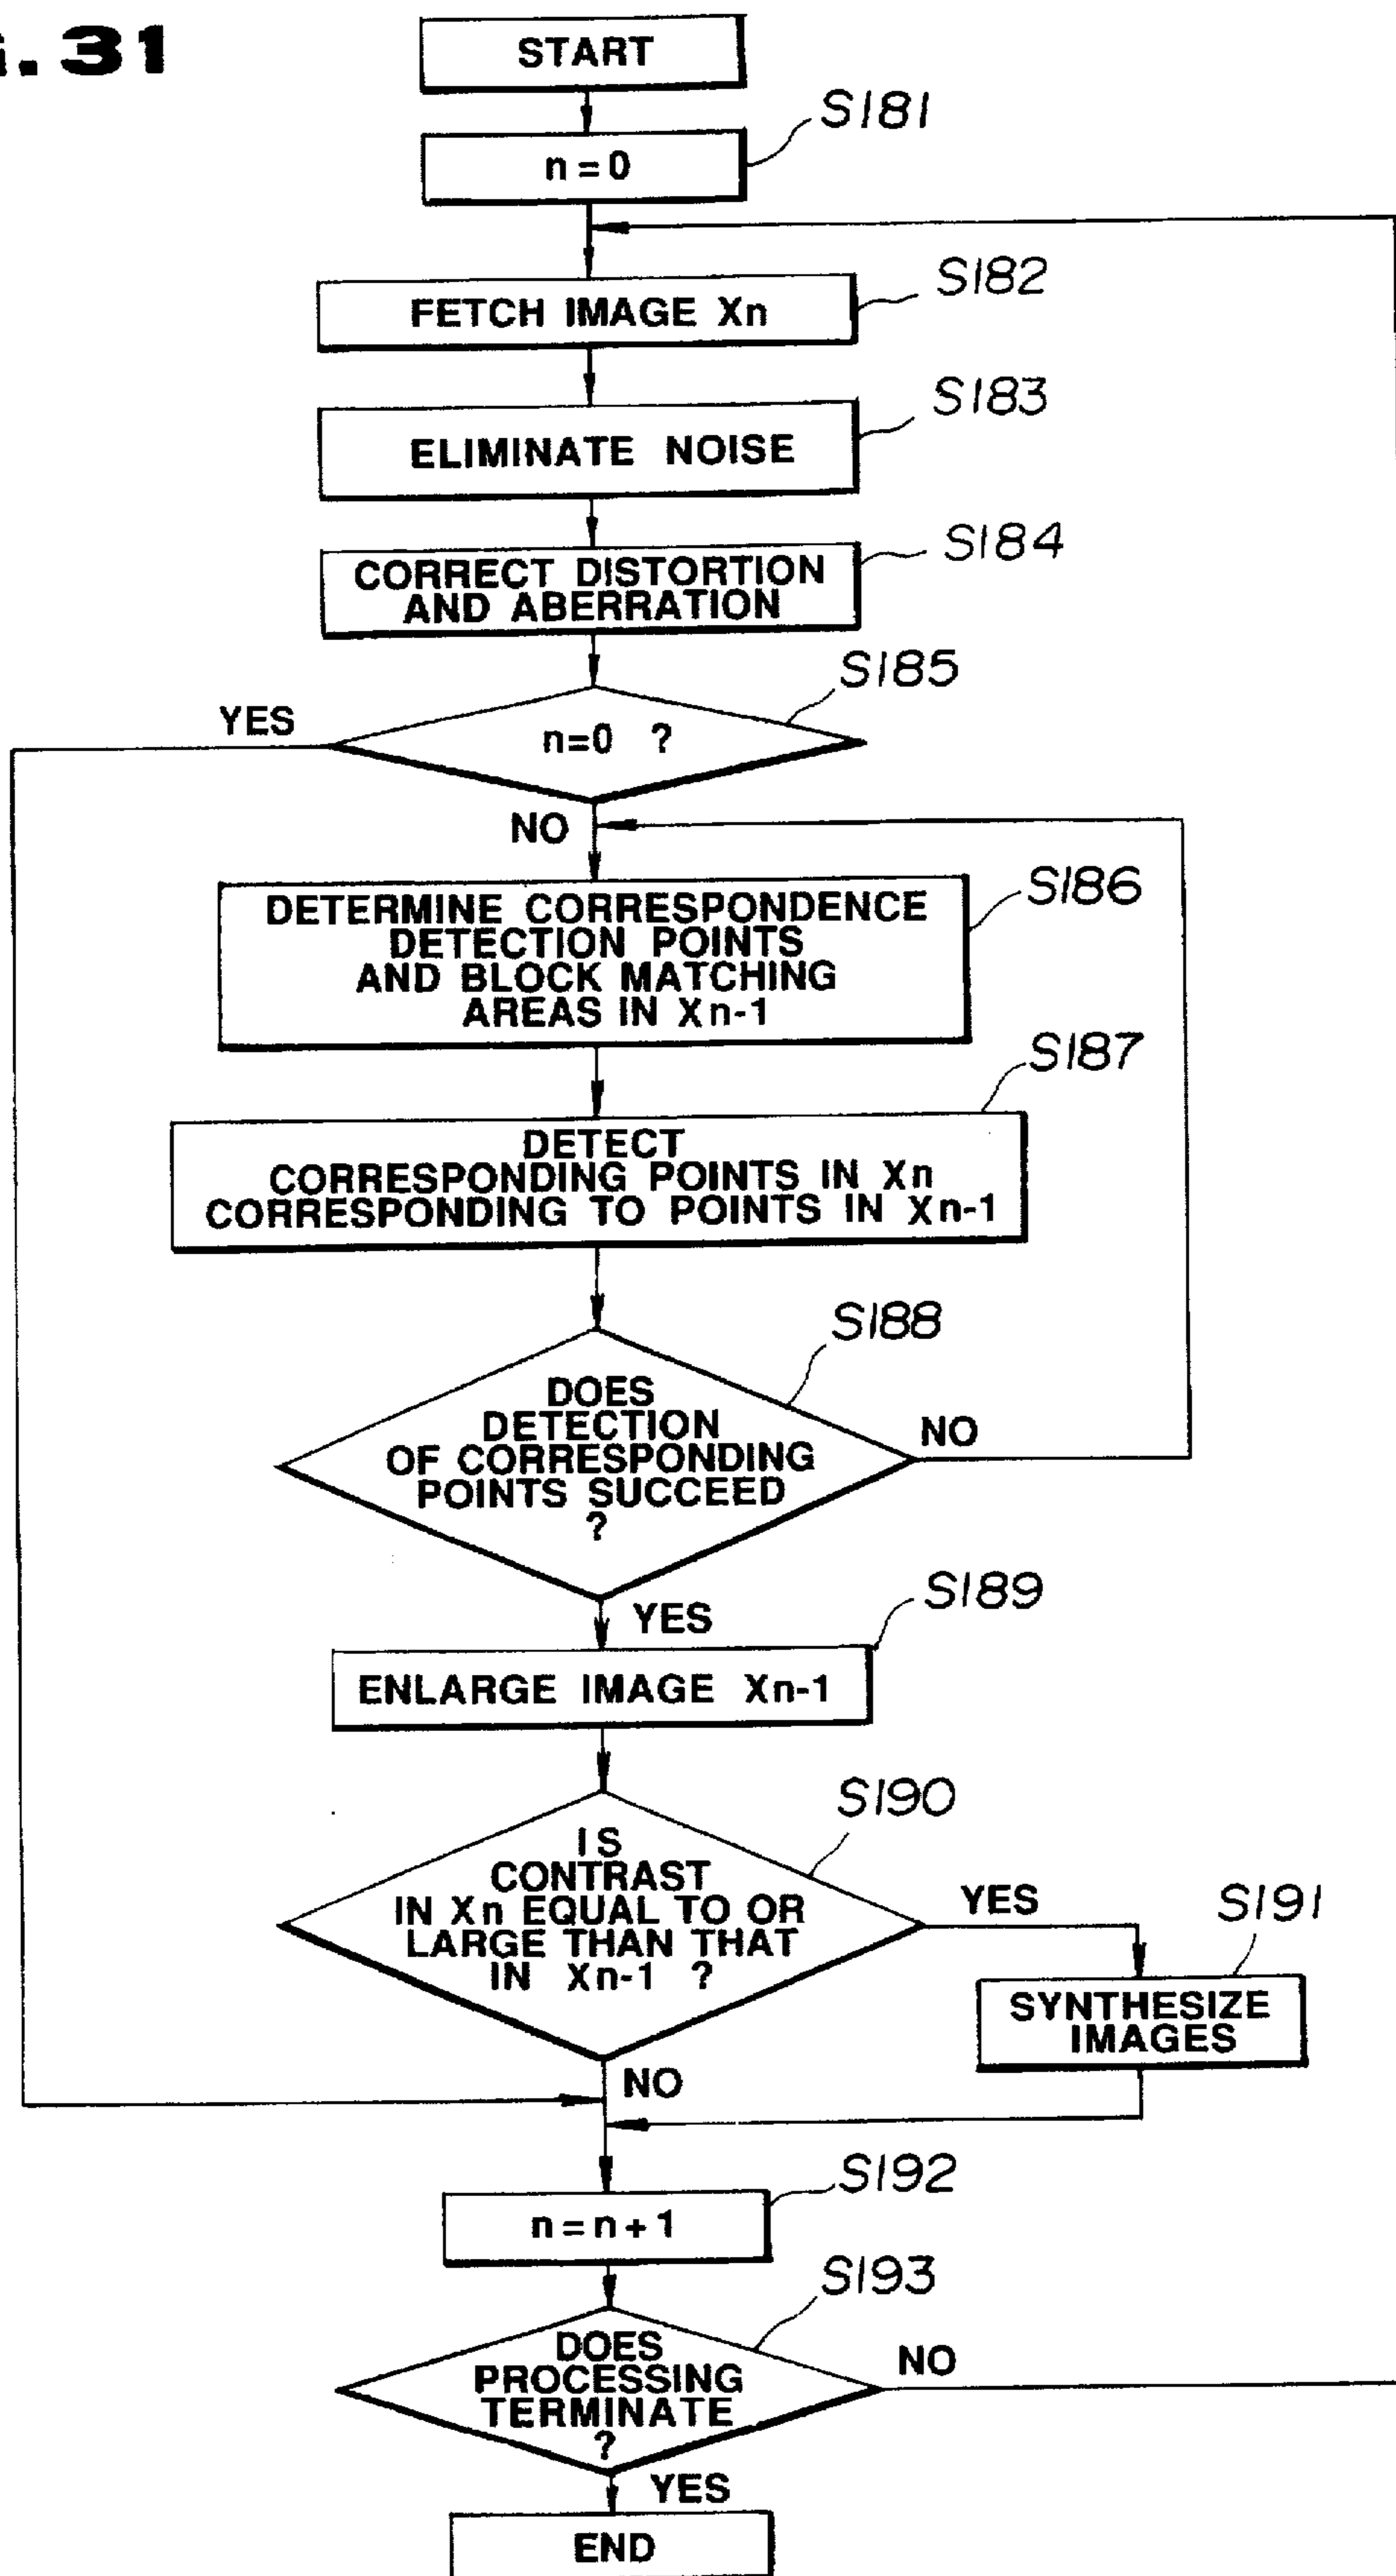 . 31
START
S181
n=0
S182
FETCH IMAGE Xn
S183
ELIMINATE NOISE
S184
CORRECT DISTORTION
AND ABERRATION
S185
YES
n=0 ?
NO
S186
DETERMINE CORRESPONDENCE
DETECTION POINTS
AND BLOCK MATCHING
AREAS IN Xn-1
S187
DETECT
CORRESPONDING POINTS IN Xn
CORRESPONDING TO POINTS IN Xn-1
S188
DOES
DETECTION
OF CORRESPONDING
POINTS SUCCEED
?
NO
S189
YES
ENLARGE IMAGE Xn-1
S190
IS
CONTRAST
IN Xn EQUAL TO OR
LARGE THAN THAT
IN Xn-1 ?
YES
S191
SYNTHESIZE
IMAGES
NO
S192
n=n+1
S193
DOES
PROCESSING
TERMINATE
?
NO
YES
END